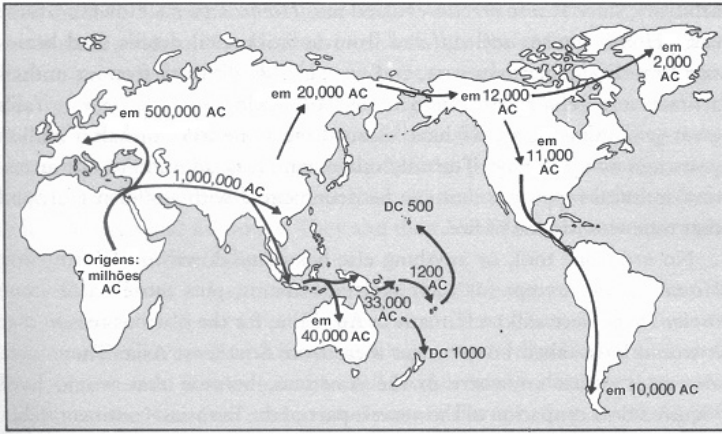 em 500,000 AC
em 20,000 AC
em 12,000
AC
em
2,000 AC
em
11,000 AC
1,000,000 AC
Origens:
7 milhões
AC
DC 500
1200
AC
33,000
AC
em
40,000 AC
DC 1000
em 10,000 AC